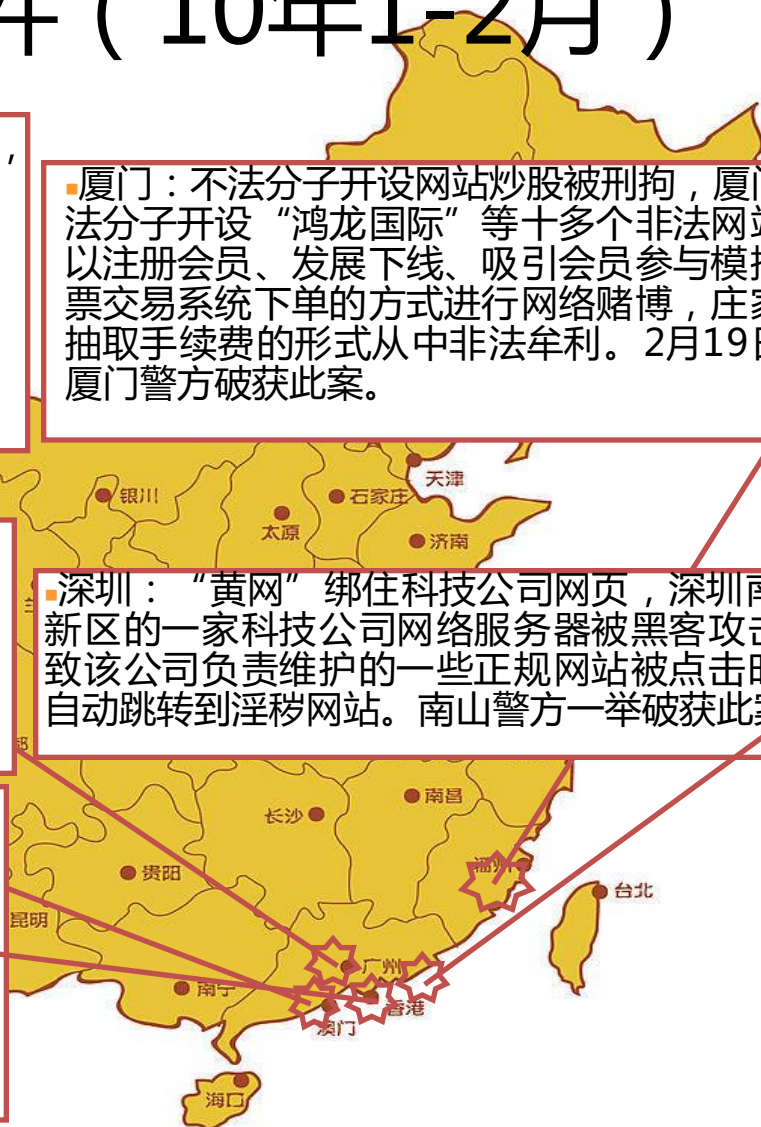 件（10年1-2月）
，
▪厦门：不法分子开设网站炒股被刑拘，厦门
法分子开设“鸿龙国际”等十多个非法网站
以注册会员、发展下线、吸引会员参与模拟
票交易系统下单的方式进行网络赌博，庄家
抽取手续费的形式从中非法牟利。2月19日
厦门警方破获此案。
天津
银川
石家庄
太原
济南
▪深圳：“黄网”绑住科技公司网页，深圳南
新区的一家科技公司网络服务器被黑客攻击
致该公司负责维护的一些正规网站被点击时
自动跳转到淫秽网站。南山警方一举破获此案
南昌
长沙
福州
贵阳
台北
昆明
广州
南宁
香港
澳门
海口